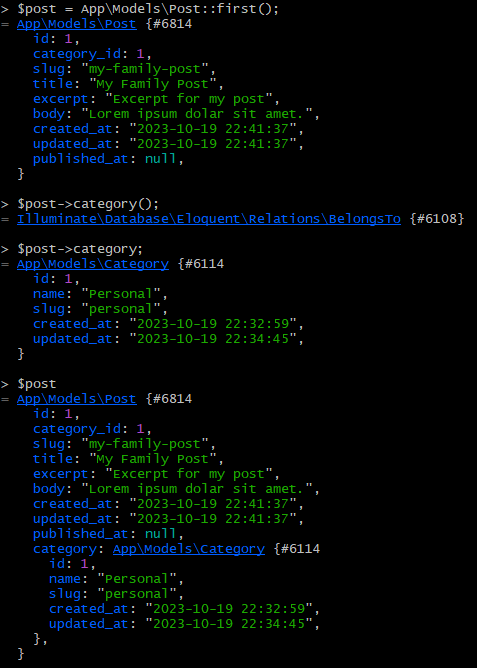 > $post = App\Models\Post::first();
= App\Models\Post {#6814
    id: 1,
    category_id: 1,
    slug: "my-family-post",
    title: "My Family Post",
    excerpt: "Excerpt for my post",
    body: "Lorem ipsum dolar sit amet.",
    created_at: "2023-10-19 22:41:37",
    updated_at: "2023-10-19 22:41:37",
    published_at: null,
  }
> $post->category();
= Illuminate\Database\Eloquent\Relations\BelongsTo {#6108}
> $post->category;
= App\Models\Category {#6114
    id: 1,
    name: "Personal",
    slug: "personal",
    created_at: "2023-10-19 22:32:59",
    updated_at: "2023-10-19 22:34:45",
  }
> $post
= App\Models\Post {#6814
    id: 1,
    category_id: 1,
    slug: "my-family-post",
    title: "My Family Post",
    excerpt: "Excerpt for my post",
    body: "Lorem ipsum dolar sit amet.",
    created_at: "2023-10-19 22:41:37",
    updated_at: "2023-10-19 22:41:37",
    published_at: null,
    category: App\Models\Category {#6114
      id: 1,
      name: "Personal",
      slug: "personal",
      created_at: "2023-10-19 22:32:59",
      updated_at: "2023-10-19 22:34:45",
    },
  }